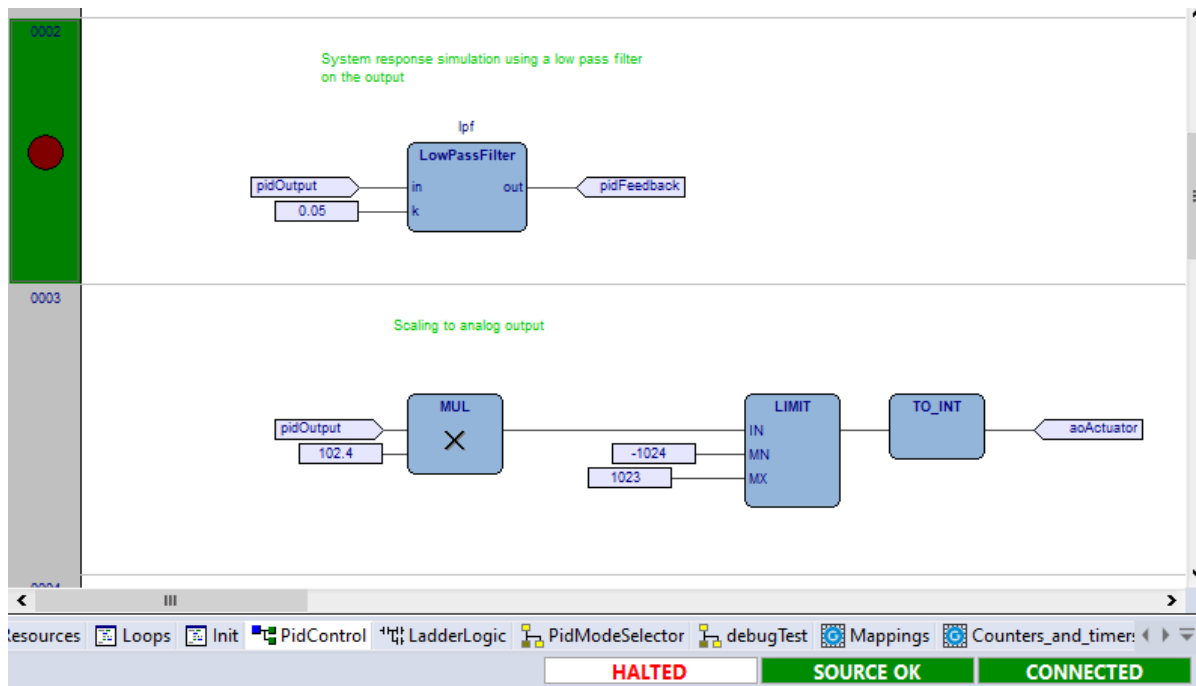 0002
System response simulation using a low pass filter
on the output
lpf
LowPassFilter
pidOutput
in
out
pidFeedback
0.05
k
0003
Scaling to analog output
MUL
LIMIT
TO_INT
pidOutput
IN
aoActuator
102.4
-1024
MN
1023
MX
Resources Loops Init PidControl LadderLogic PidModeSelector debugTest Mappings Counters_and_timers
HALTED SOURCE OK CONNECTED